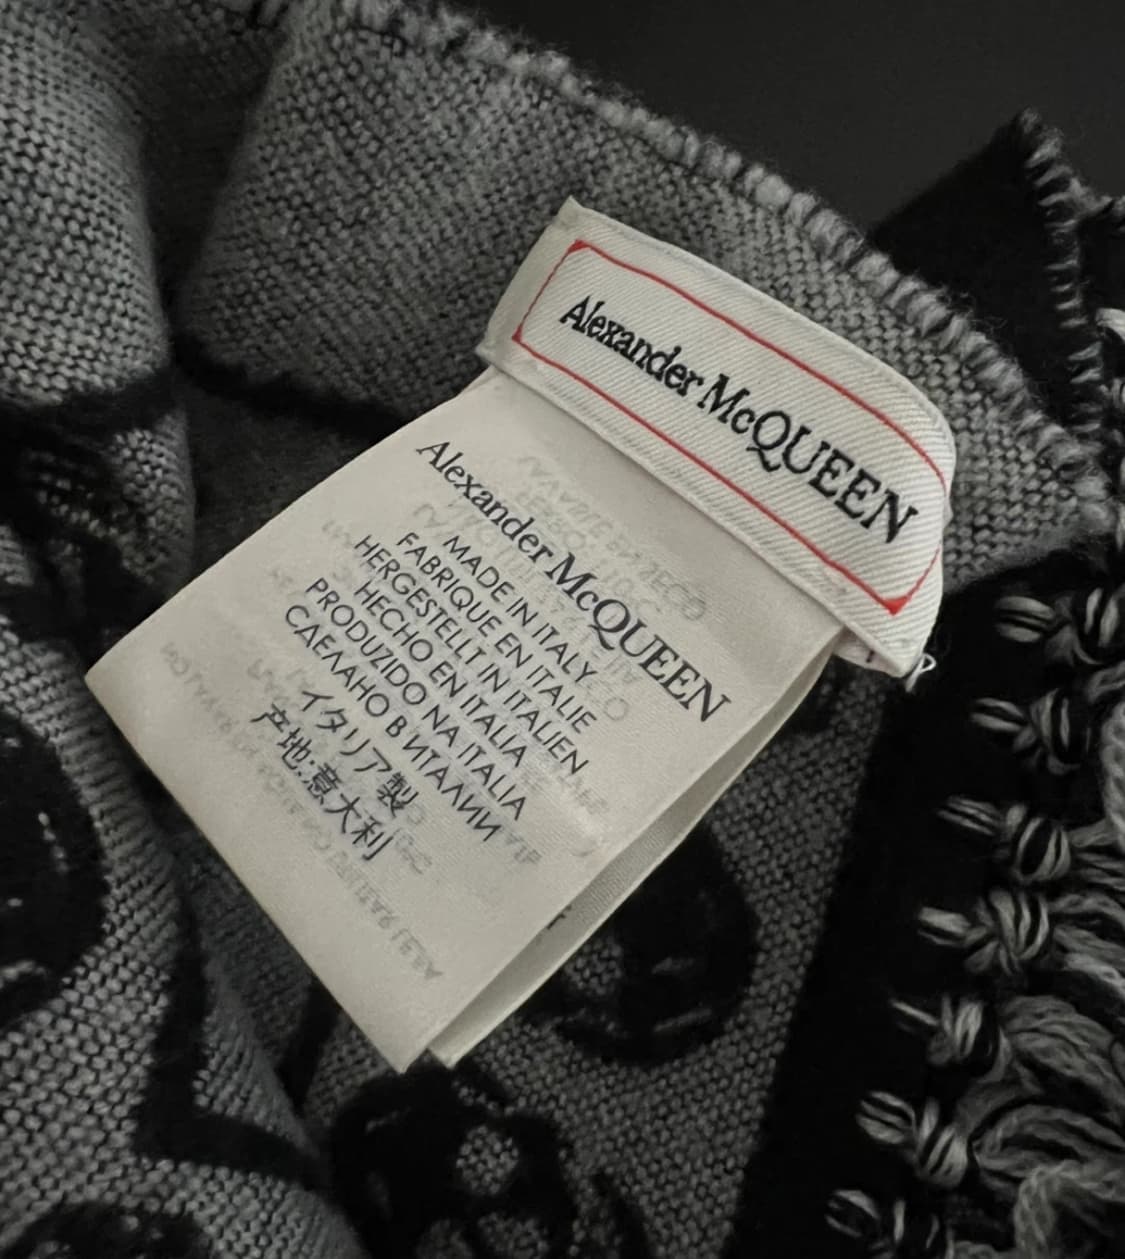 Alexander McQUEEN
Alexander McQUEEN
MADE IN ITALY
FABRIQUE EN ITALIE
HERGESTELLT IN ITALIEN
HECHO EN ITALIA
PRODUZIDO NA ITALIA
СДЕЛАНО В ИТАЛИИ
イタリア製
产地:意大利